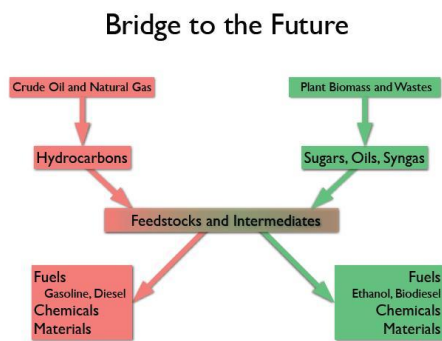 Bridge to the Future
Crude Oil and Natural Gas
Plant Biomass and Wastes
Hydrocarbons
Sugars, Oils, Syngas
Feedstocks and Intermediates
Fuels
Gasoline, Diesel
Chemicals
Materials
Fuels
Ethanol, Biodiesel
Chemicals
Materials